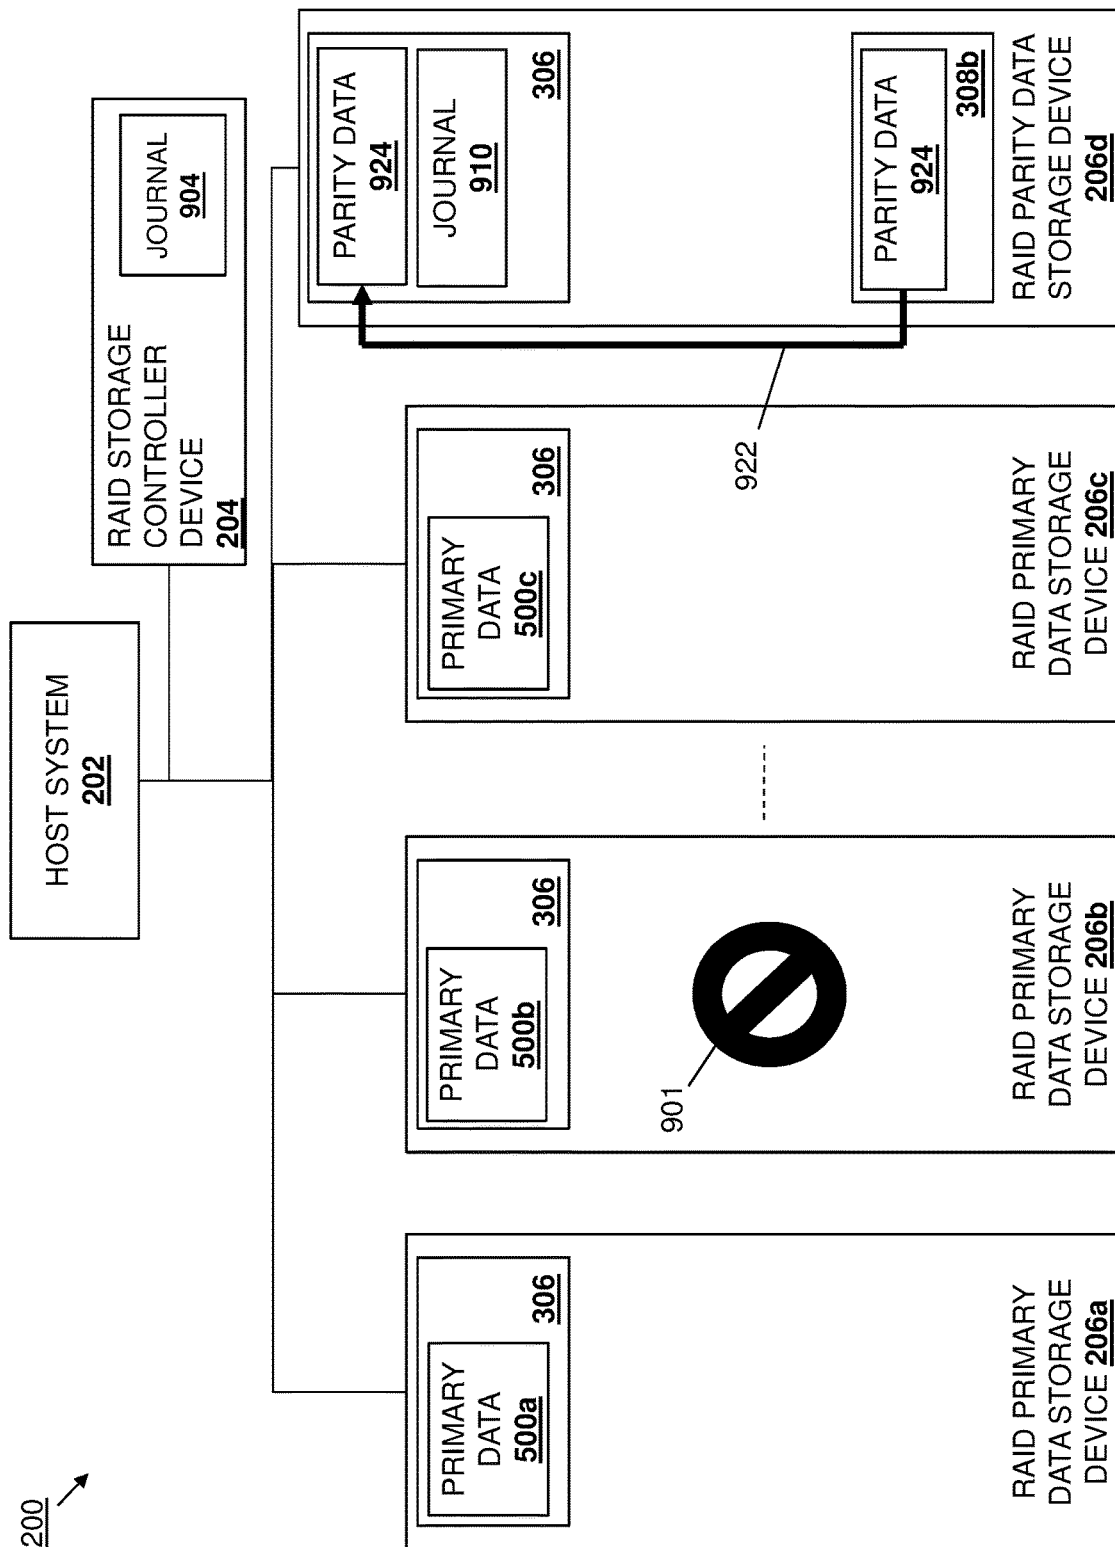 200
HOST SYSTEM
202
RAID STORAGE
CONTROLLER
DEVICE
204
JOURNAL
904
PRIMARY
DATA
500a
306
RAID PRIMARY
DATA STORAGE
DEVICE 206a
PRIMARY
DATA
500b
306
901
RAID PRIMARY
DATA STORAGE
DEVICE 206b
PRIMARY
DATA
500c
306
RAID PRIMARY
DATA STORAGE
DEVICE 206c
922
PARITY DATA
924
JOURNAL
910
306
PARITY DATA
924
308b
RAID PARITY DATA
STORAGE DEVICE
206d